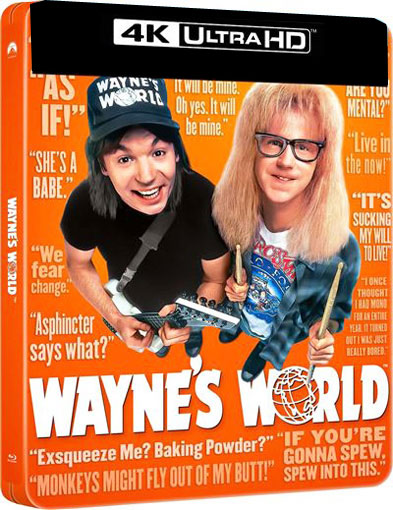 4K ULTRA HD™
"AS
IF!"
WAYNE'S
WORLD
It will be mine.
Oh yes. It will
be mine."
ARE YOU
MENTAL?"
"Live in
the now!"
"SHE'S A
BABE."
"IT'S
SUCKING
MY WILL
TO LIVE!"
"We
fear
change."
"I ONCE
THOUGHT
I HAD MONO
FOR AN ENTIRE
YEAR. IT TURNED
OUT I WAS JUST
REALLY BORED."
"Asphincter
says what?"
WAYNE'S WORLD
WAYNE'S WORLD
"Exsqueeze Me? Baking Powder?"
"MONKEYS MIGHT FLY OUT OF MY BUTT!"
"IF YOU'RE
GONNA SPEW,
SPEW INTO THIS."